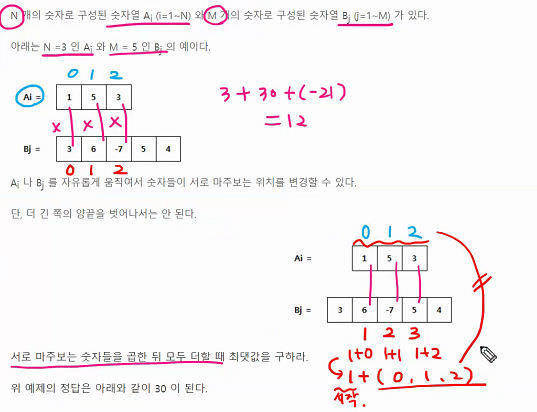 N 개의 숫자로 구성된 숫자열 Ai (i=1~N) 와 M 개의 숫자로 구성된 숫자열 Bj (j=1~M) 가 있다.
아래는 N =3 인 Ai 와 M = 5 인 Bj 의 예이다.
0 1 2
Ai = 1 5 3
3 + 30 + (-21)
= 12
x x x
Bj = 3 6 -7 5 4
0 1 2
Ai 나 Bj 를 자유롭게 움직여서 숫자들이 서로 마주보는 위치를 변경할 수 있다.
단, 더 긴 쪽의 양끝을 벗어나서는 안 된다.
0 1 2
Ai = 1 5 3
Bj = 3 6 -7 5 4
1 2 3
1+0 1+1 1+2
서로 마주보는 숫자들을 곱한 뒤 모두 더할 때 최댓값을 구하라.
1 + ( 0, 1, 2 )
위 예제의 정답은 아래와 같이 30 이 된다.